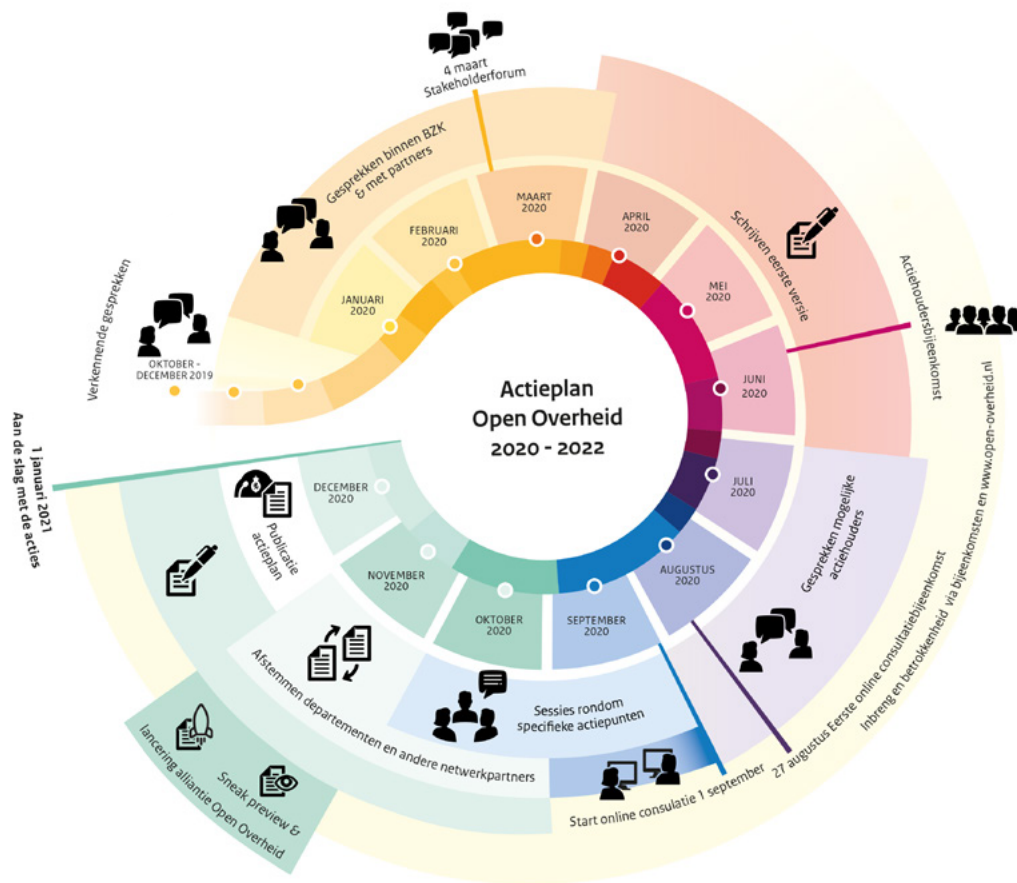 Actieplan
Open Overheid
2020 - 2022
Verkennende gesprekken
OKTOBER -
DECEMBER 2019
JANUARI
2020
FEBRUARI
2020
MAART
2020
APRIL
2020
MEI
2020
JUNI
2020
JULI
2020
AUGUSTUS
2020
SEPTEMBER
2020
OKTOBER
2020
NOVEMBER
2020
DECEMBER
2020
Gesprekken binnen BZK
& met partners
4 maart
Stakeholderforum
Schrijven eerste versie
Actiehoudersbijeenkomst
Gesprekken mogelijke
actiehouders
27 augustus Eerste online consultatiebijeenkomst
Inbreng en betrokkenheid via bijeenkomsten en www.open-overheid.nl
Start online consulatie 1 september
Sessies rondom
specifieke actiepunten
Afstemmen departementen en andere netwerkpartners
Sneak preview &
lancering alliantie Open Overheid
Publicatie
actieplan
1 januari 2021
Aan de slag met de acties